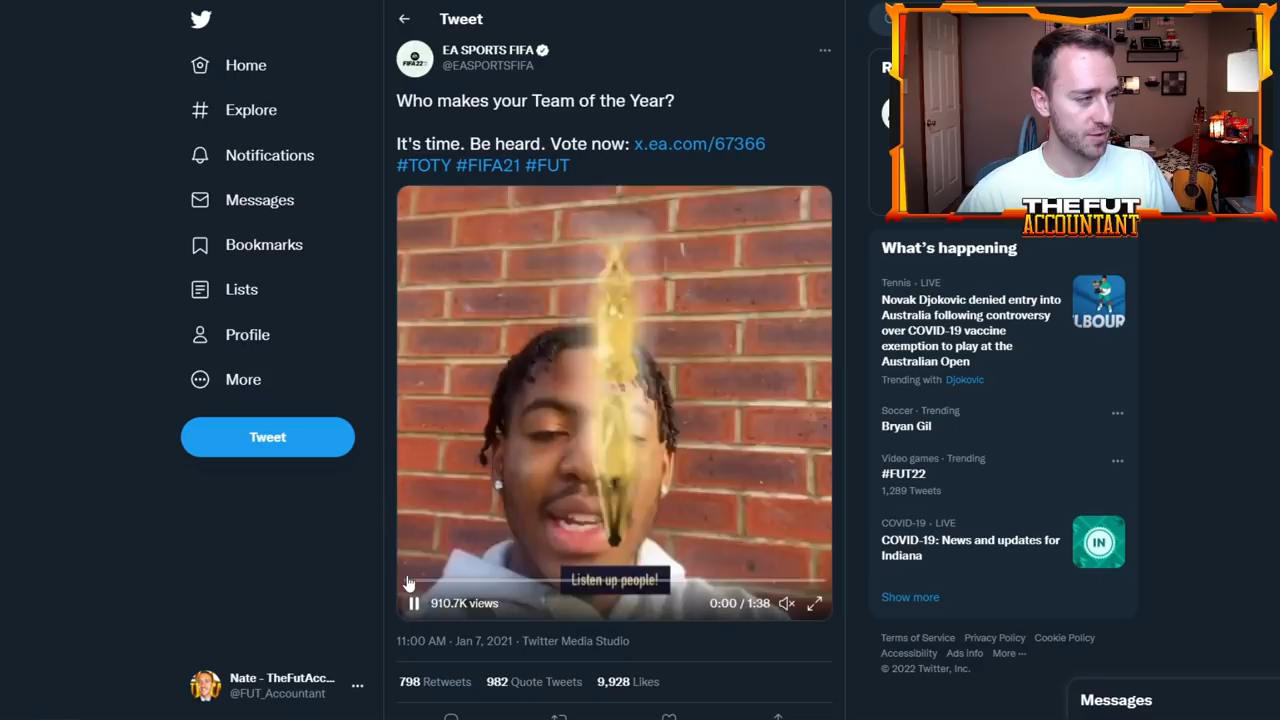 Home
Explore
Notifications
Messages
Bookmarks
Lists
Profile
More
Tweet
Nate - TheFutAcc...
@FUT_Accountant
Tweet
EA SPORTS FIFA
@EASPORTSFIFA
FIFA 22
Who makes your Team of the Year?
It's time. Be heard. Vote now: x.ea.com/67366
#TOTY #FIFA21 #FUT
Listen up people!
910.7K views
0:00 / 1:38
11:00 AM · Jan 7, 2021 · Twitter Media Studio
798 Retweets 982 Quote Tweets 9,928 Likes
R
THE FUT
ACCOUNTANT
What's happening
Tennis · LIVE
Novak Djokovic denied entry into
Australia following controversy
over COVID-19 vaccine
exemption to play at the
Australian Open
Trending with Djokovic
LBOUR
Soccer · Trending
Bryan Gil
Video games · Trending
#FUT22
1,289 Tweets
COVID-19 · LIVE
COVID-19: News and updates for
Indiana
IN
Show more
Terms of Service Privacy Policy Cookie Policy
Accessibility Ads info More ···
© 2022 Twitter, Inc.
Messages